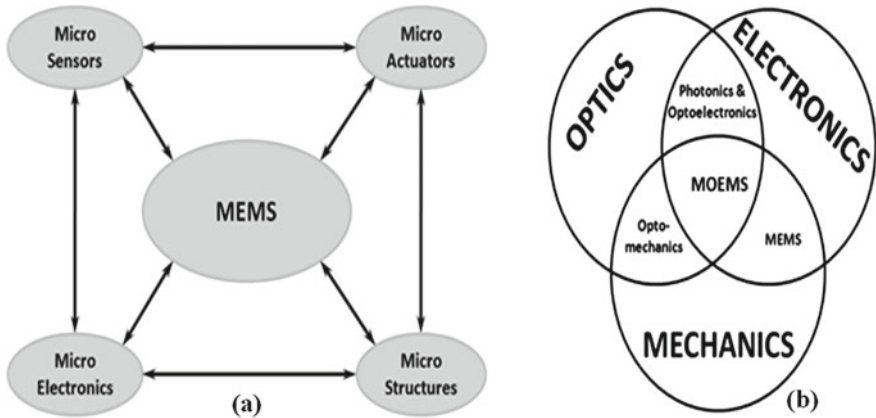 Micro
Sensors
Micro
Actuators
MEMS
Micro
Electronics
Micro
Structures
(a)
OPTICS
ELECTRONICS
Photonics &
Optoelectronics
MOEMS
Opto-
mechanics
MEMS
MECHANICS
(b)